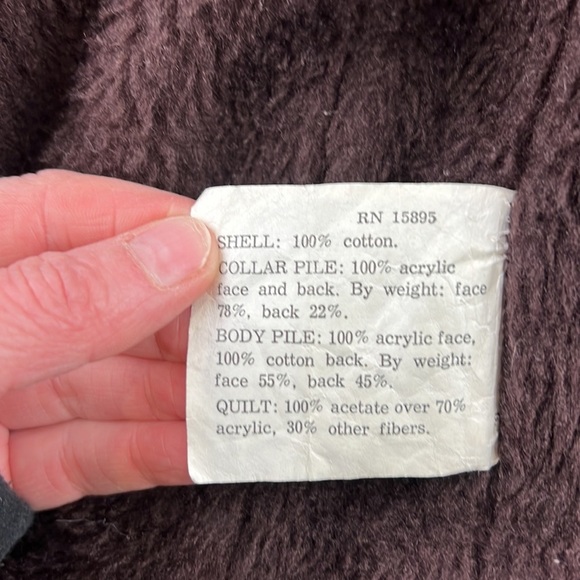 RN 15895
SHELL: 100% cotton.
COLLAR PILE: 100% acrylic
face and back. By weight: face
78%, back 22%.
BODY PILE: 100% acrylic face,
100% cotton back. By weight:
face 55%, back 45%.
QUILT: 100% acetate over 70%
acrylic, 30% other fibers.